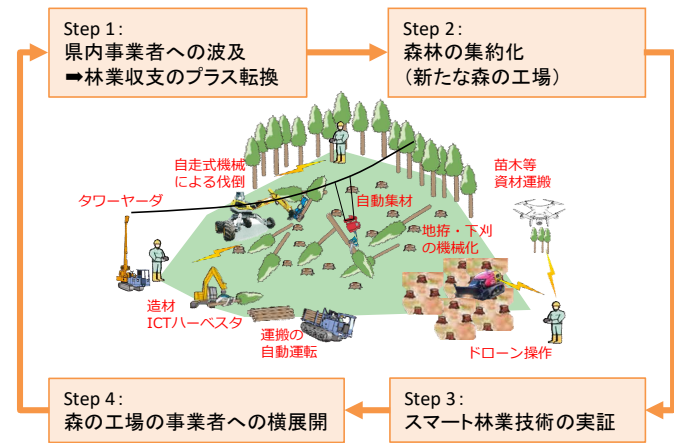 Step 1:
県内事業者への波及
➡林業収支のプラス転換
Step 2:
森林の集約化
(新たな森の工場)
自走式機械
による伐倒
苗木等
資材運搬
タワーヤーダ
自動集材
地拵・下刈
の機械化
造材
ICTハーベスタ
運搬の
自動運転
ドローン操作
Step 4:
森の工場の事業者への横展開
Step 3:
スマート林業技術の実証